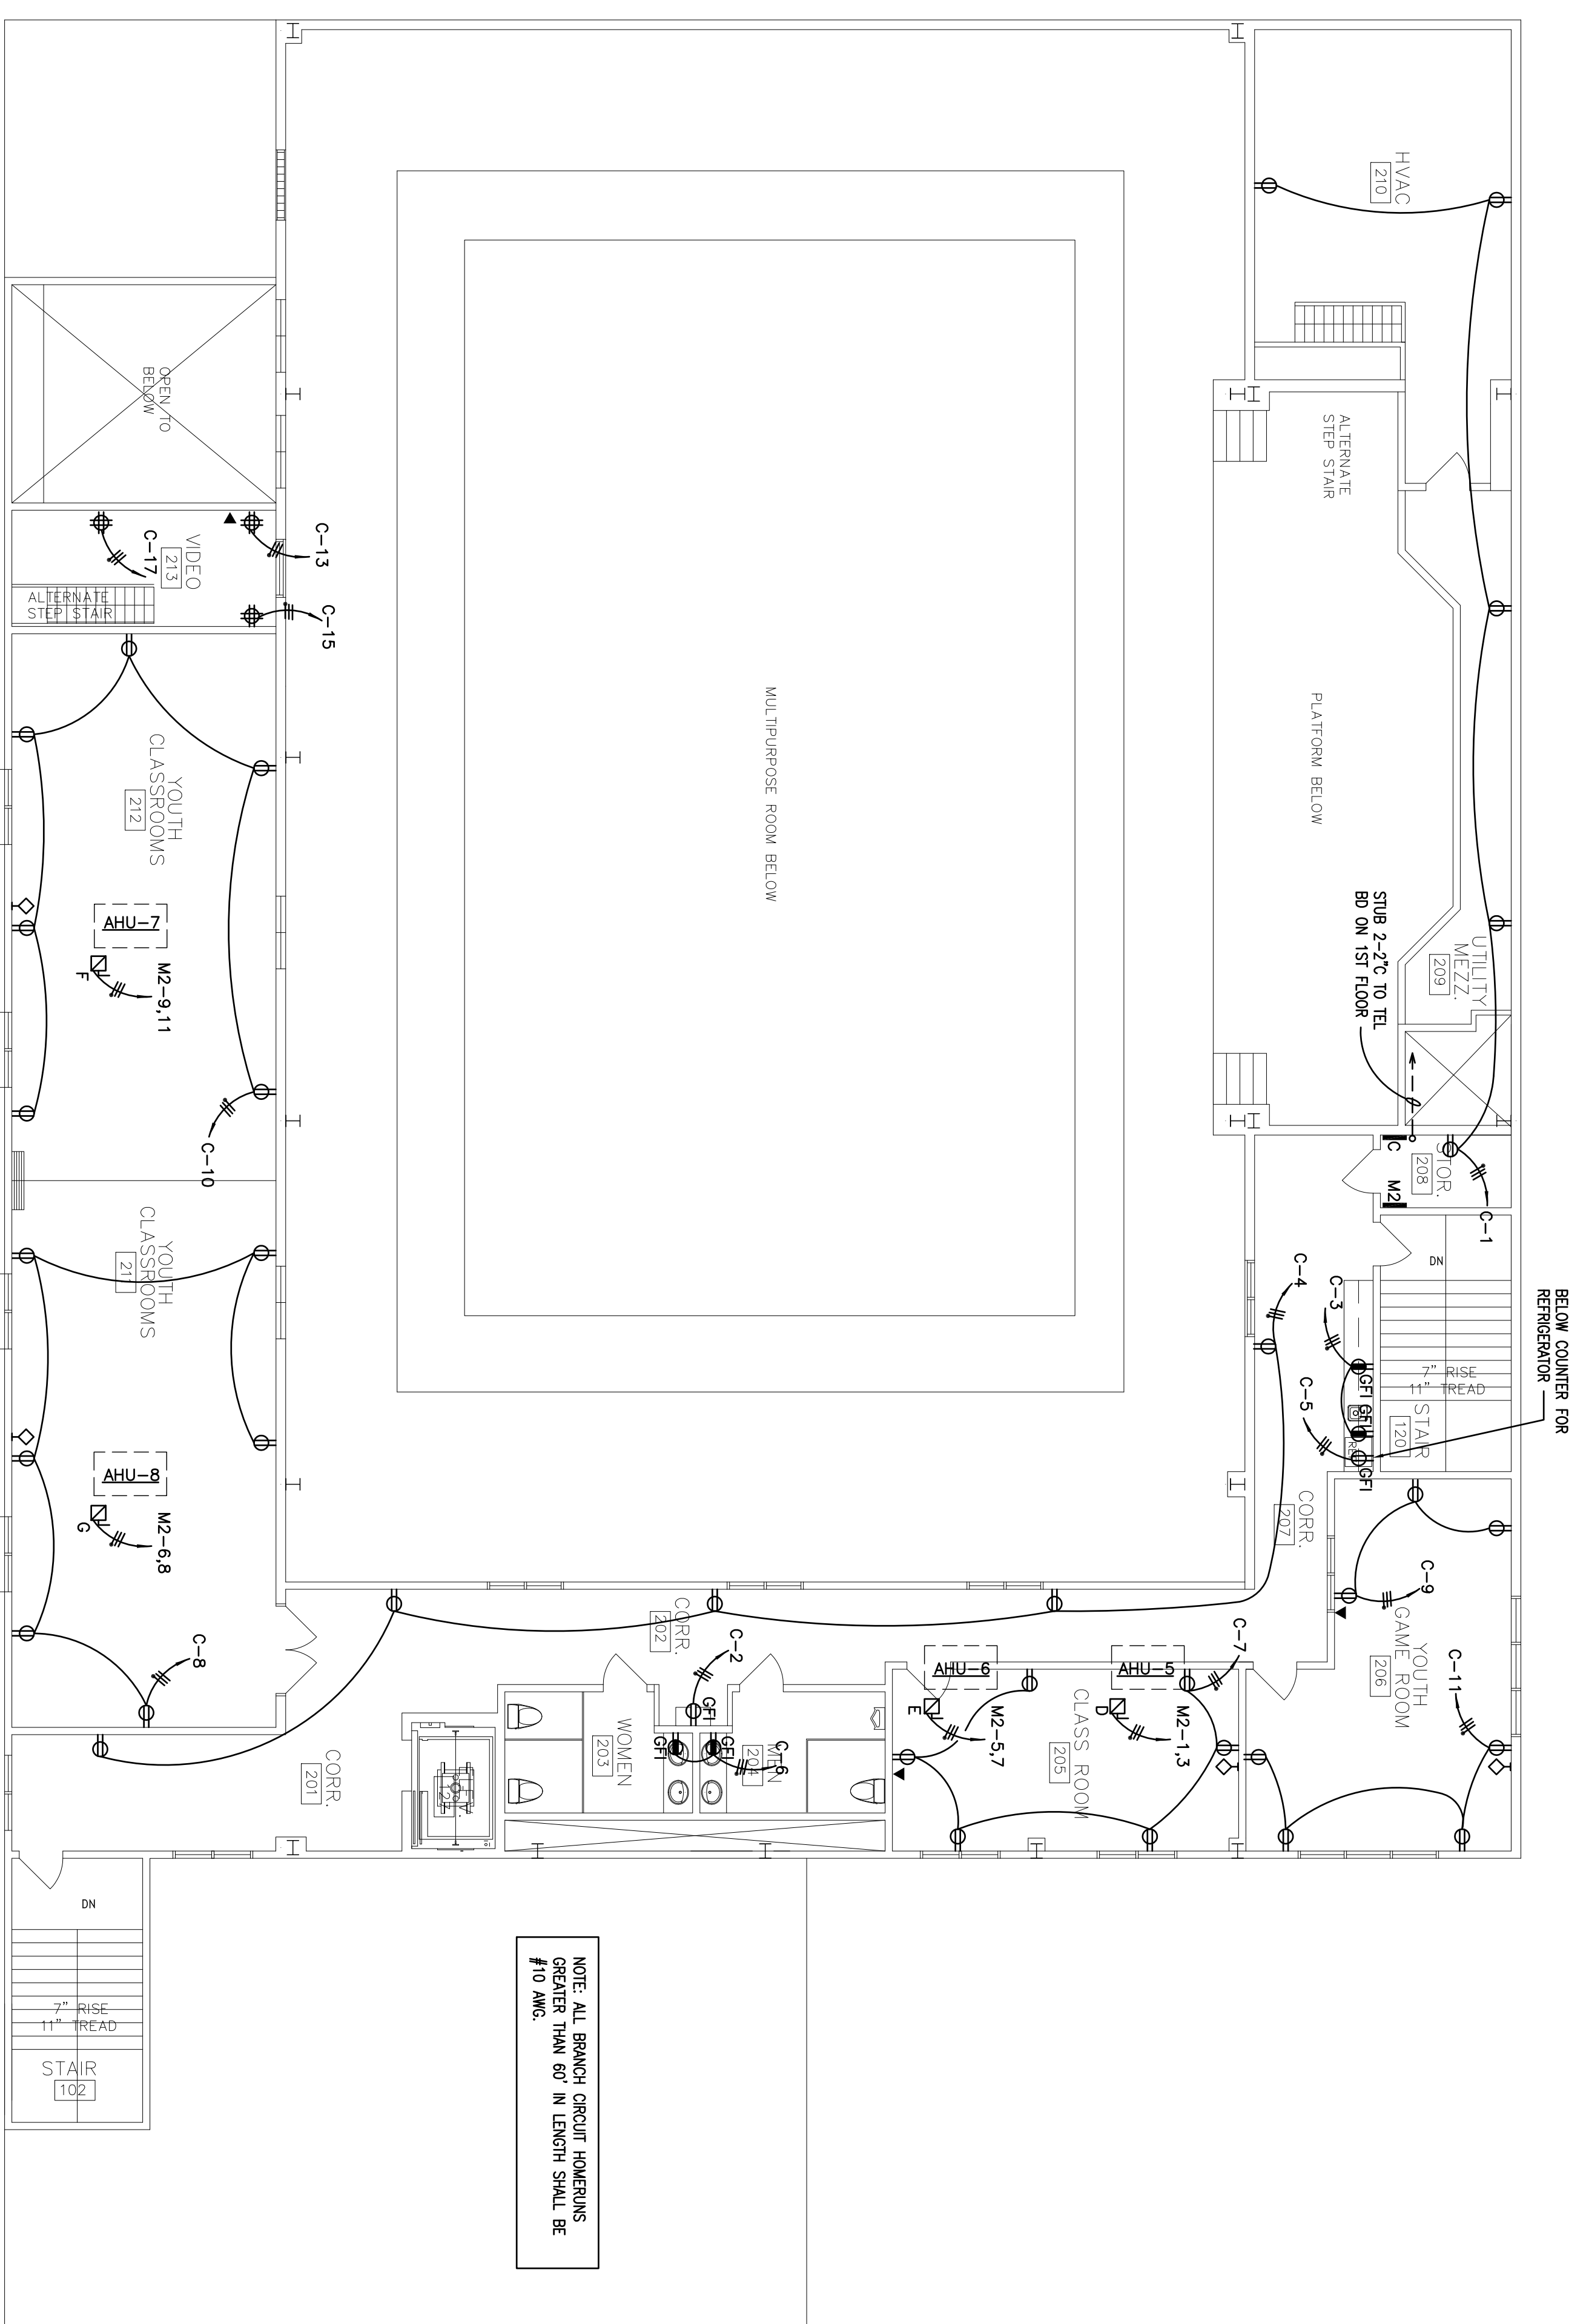 BELOW COUNTER FOR
REFRIGERATOR
HVAC
210
ALTERNATE
STEP STAIR
PLATFORM BELOW
UTILITY
MEZZ.
209
STUB 2-2"C TO TEL
BD ON 1ST FLOOR
STOR.
208
C
M2
C-1
DN
7" RISE
11" TREAD
STAIR
120
C-4
C-3
GFI
GFI
C-5
REF
GFI
CORR.
207
C-9
YOUTH
GAME ROOM
206
C-11
MULTIPURPOSE ROOM BELOW
CORR.
202
C-2
GFI
C-7
AHU-6
AHU-5
E
M2-5,7
D
M2-1,3
CLASS ROOM
205
WOMEN
203
GFI
GFI
MEN
204
C-6
OPEN TO
BELOW
VIDEO
213
C-13
C-17
C-15
ALTERNATE
STEP STAIR
YOUTH
CLASSROOMS
212
AHU-7
F
M2-9,11
C-10
YOUTH
CLASSROOMS
211
AHU-8
G
M2-6,8
C-8
CORR.
201
DN
7" RISE
11" TREAD
STAIR
102
NOTE: ALL BRANCH CIRCUIT HOMERUNS
GREATER THAN 60' IN LENGTH SHALL BE
#10 AWG.